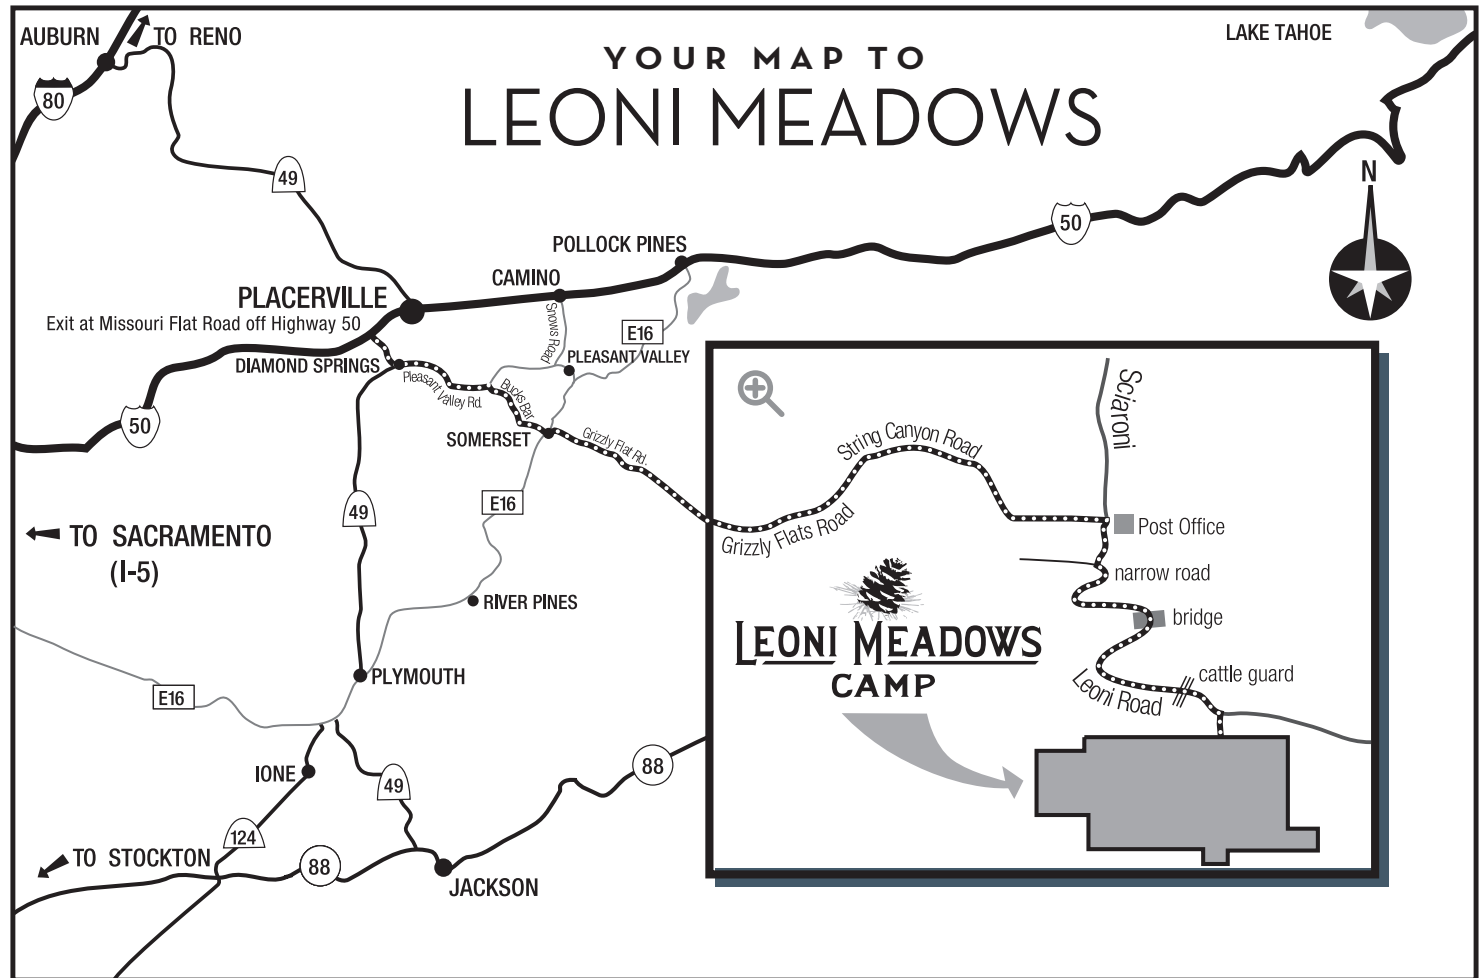 AUBURN
TO RENO
LAKE TAHOE
YOUR MAP TO
LEONI MEADOWS
80
49
N
50
POLLOCK PINES
CAMINO
PLACERVILLE
Exit at Missouri Flat Road off Highway 50
Snows Road
E16
PLEASANT VALLEY
DIAMOND SPRINGS
Pleasant Valley Rd.
Bucks Bar
50
SOMERSET
Grizzly Flat Rd.
String Canyon Road
Sciaroni
E16
49
TO SACRAMENTO
(I-5)
Grizzly Flats Road
Post Office
narrow road
RIVER PINES
bridge
LEONI MEADOWS
CAMP
PLYMOUTH
cattle guard
Leoni Road
E16
IONE
49
88
124
TO STOCKTON
88
JACKSON